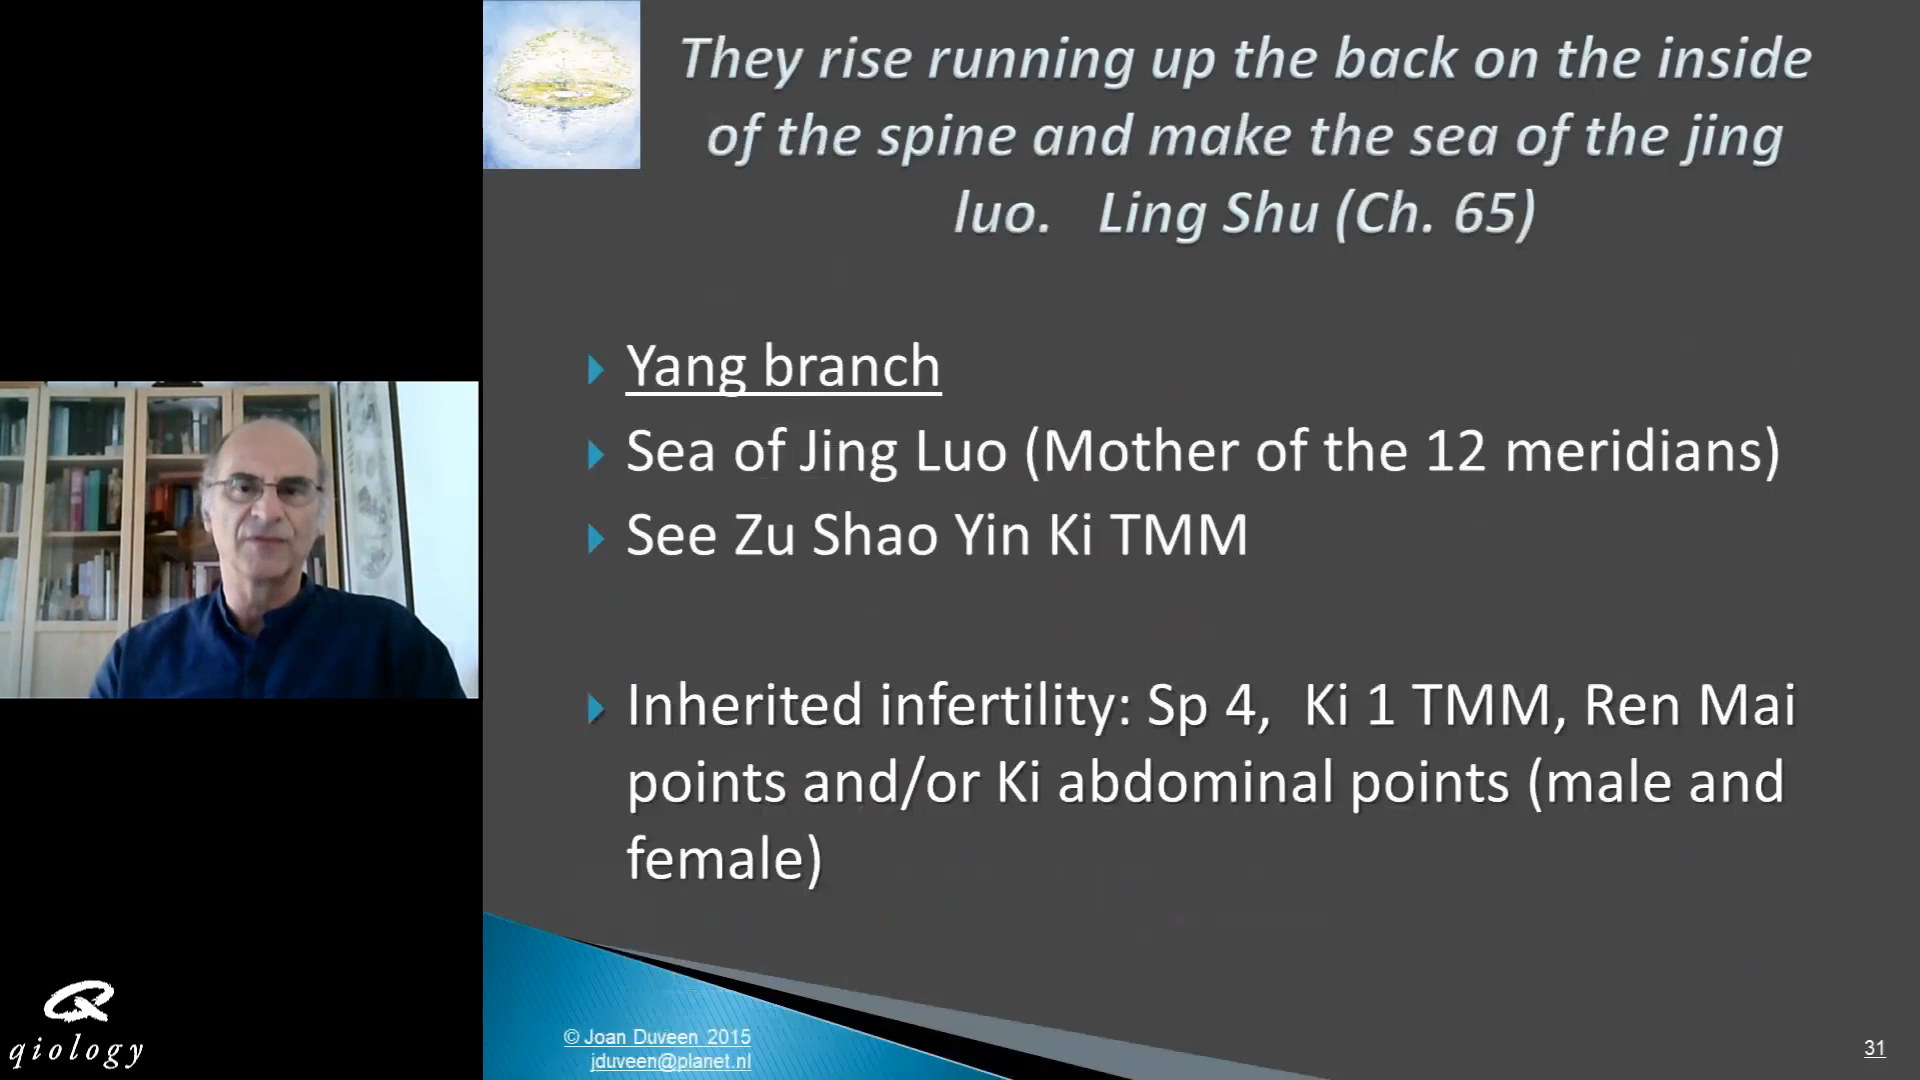 They rise running up the back on the inside
of the spine and make the sea of the jing
luo. Ling Shu (Ch. 65)
Yang branch
Sea of Jing Luo (Mother of the 12 meridians)
See Zu Shao Yin Ki TMM
Inherited infertility: Sp 4, Ki 1 TMM, Ren Mai
points and/or Ki abdominal points (male and
female)
qiology
© Joan Duveen 2015
jduveen@planet.nl
31